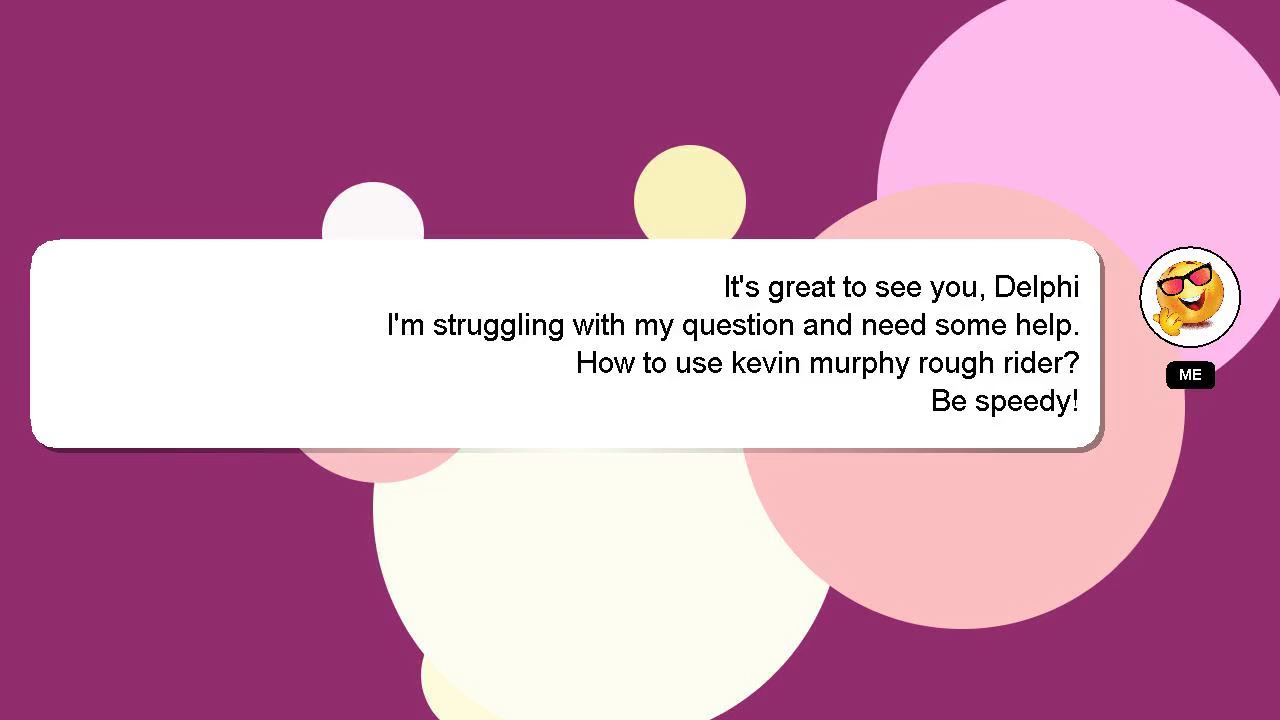 It's great to see you, Delphi
I'm struggling with my question and need some help.
How to use kevin murphy rough rider?
Be speedy!
ME